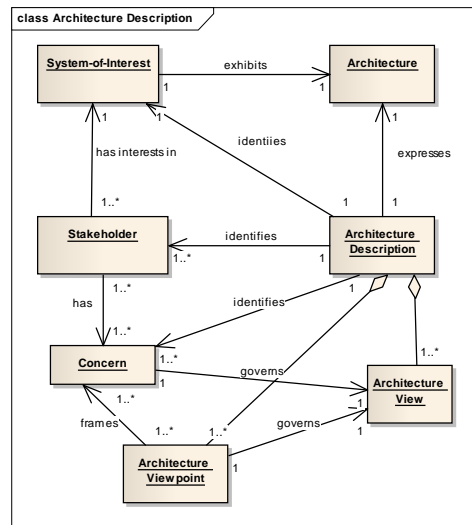 class Architecture Description
System-of-Interest
exhibits
Architecture
1
1
1
1
1
identiies
has interests in
expresses
1..*
1
1
Stakeholder
identifies
Architecture
Description
1..*
1
1..*
1
has
identifies
1..*
1..*
1..*
Concern
1
governs
Architecture
View
1..*
1
frames
governs
1
1..*
1..*
Architecture
Viewpoint
1